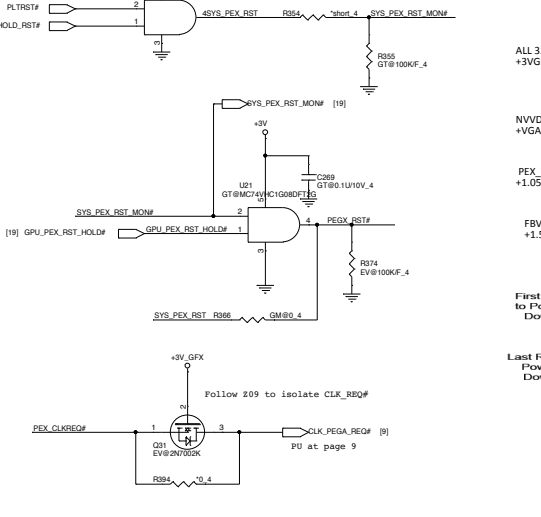 PLTRST#
2
4
SYS_PEX_RST
R354
*short_4
SYS_PEX_RST_MON#
HOLD_RST#
1
3
R355
GT@100K/F_4
ALL 3.
+3VG
SYS_PEX_RST_MON# [19]
+3V
NVVD
+VGA
C269
GT@0.1U/10V_4
U21
GT@MC74VHC1G08DFT2G
5
PEX_
+1.05
SYS_PEX_RST_MON#
2
4
PEGX_RST#
[19] GPU_PEX_RST_HOLD#
GPU_PEX_RST_HOLD#
1
3
FBV
+1.5
R374
EV@100K/F_4
First
to Po
Do
SYS_PEX_RST R366
GM@0_4
+3V_GFX
Last R
Pow
Do
Follow Z09 to isolate CLK_REQ#
2
PEX_CLKREQ#
1
3
CLK_PEGA_REQ# [9]
Q31
EV@2N7002K
PU at page 9
R394
*0_4